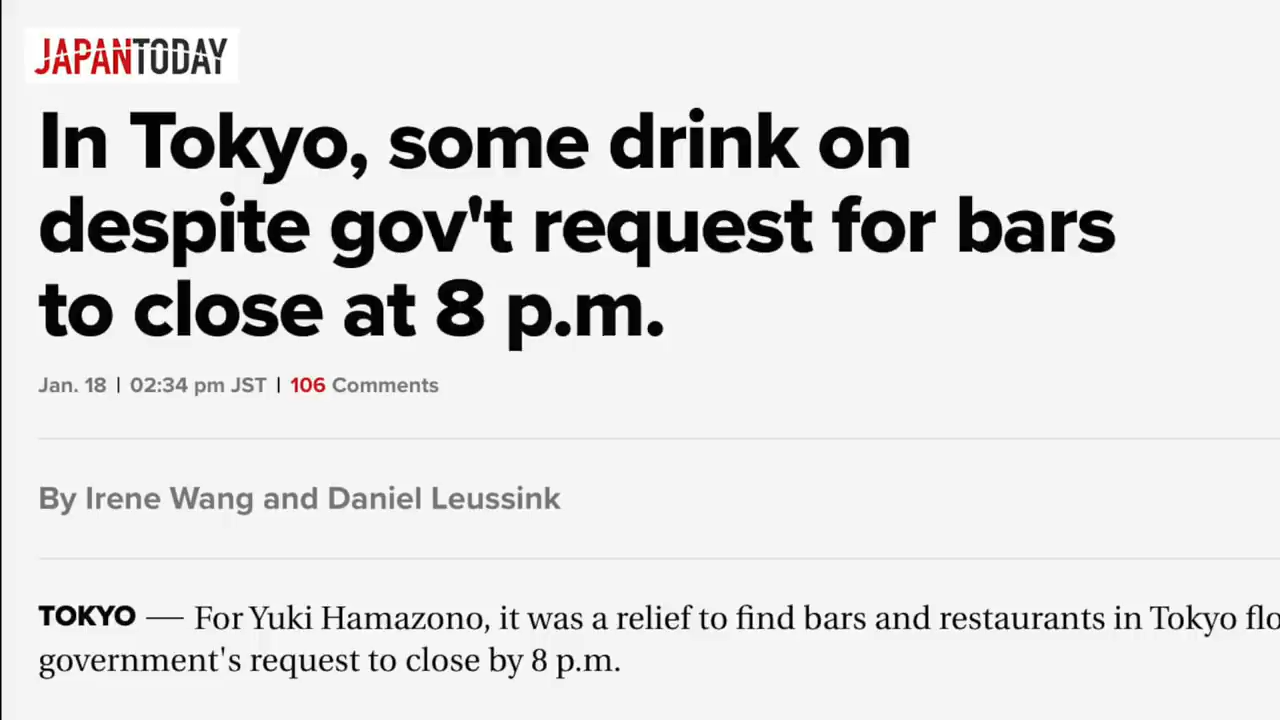 JAPANTODAY
In Tokyo, some drink on
despite gov't request for bars
to close at 8 p.m.
Jan. 18 | 02:34 pm JST | 106 Comments
By Irene Wang and Daniel Leussink
TOKYO — For Yuki Hamazono, it was a relief to find bars and restaurants in Tokyo flo
government's request to close by 8 p.m.